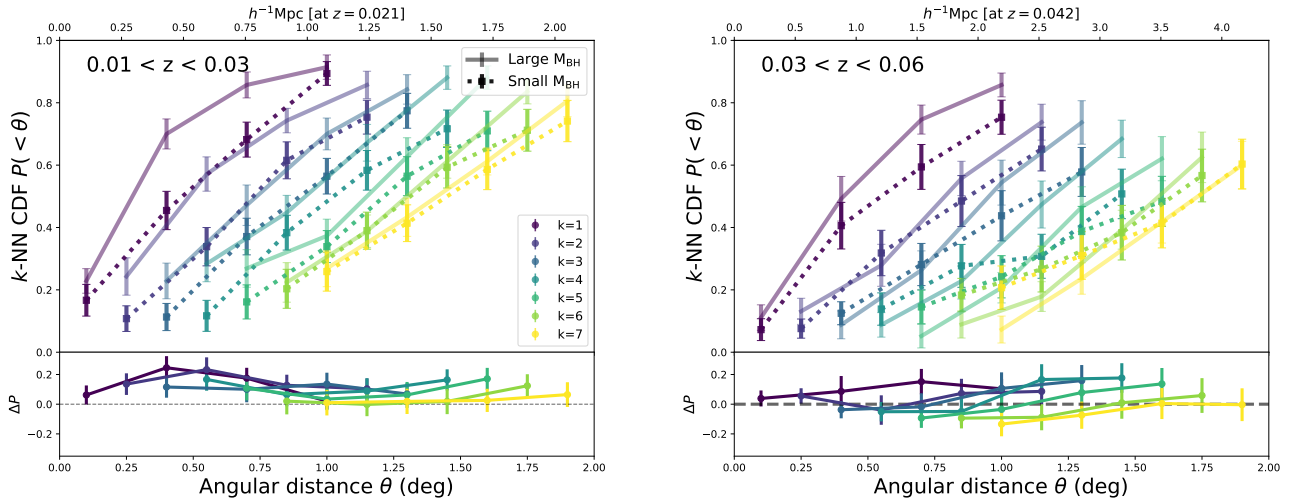 h⁻¹Mpc [at z = 0.021]
0.00 0.25 0.50 0.75 1.00 1.25 1.50
0.01 < z < 0.03
Large M_BH
Small M_BH
k-NN CDF P( < θ)
1.0
0.8
0.6
0.4
0.2
0.0
k=1
k=2
k=3
k=4
k=5
k=6
k=7
ΔP
0.2
0.0
−0.2
0.00 0.25 0.50 0.75 1.00 1.25 1.50 1.75 2.00
Angular distance θ (deg)
h⁻¹Mpc [at z = 0.042]
0.0 0.5 1.0 1.5 2.0 2.5 3.0 3.5 4.0
0.03 < z < 0.06
k-NN CDF P( < θ)
1.0
0.8
0.6
0.4
0.2
0.0
ΔP
0.2
0.0
−0.2
0.00 0.25 0.50 0.75 1.00 1.25 1.50 1.75 2.00
Angular distance θ (deg)